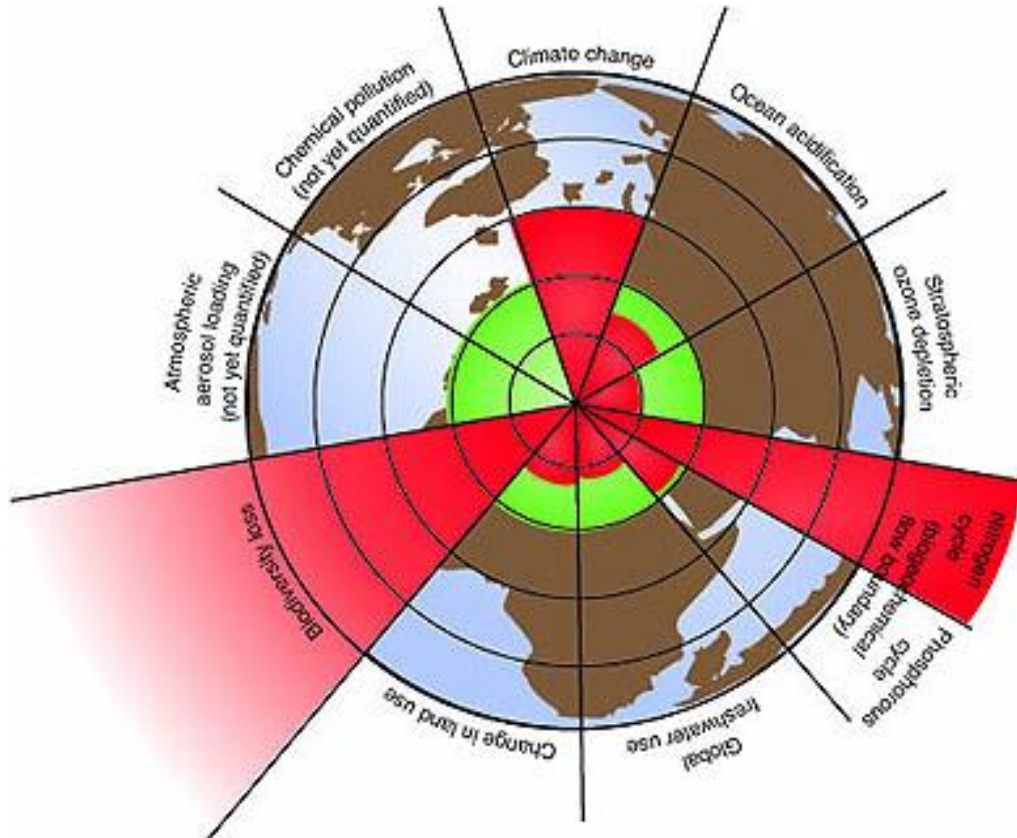 Climate change
Ocean acidification
Stratospheric
ozone depletion
Nitrogen
cycle
(biogeochemical
flow boundary)
Phosphorous
cycle
Global
freshwater use
Change in land use
Biodiversity loss
Atmospheric
aerosol loading
(not yet quantified)
Chemical pollution
(not yet quantified)